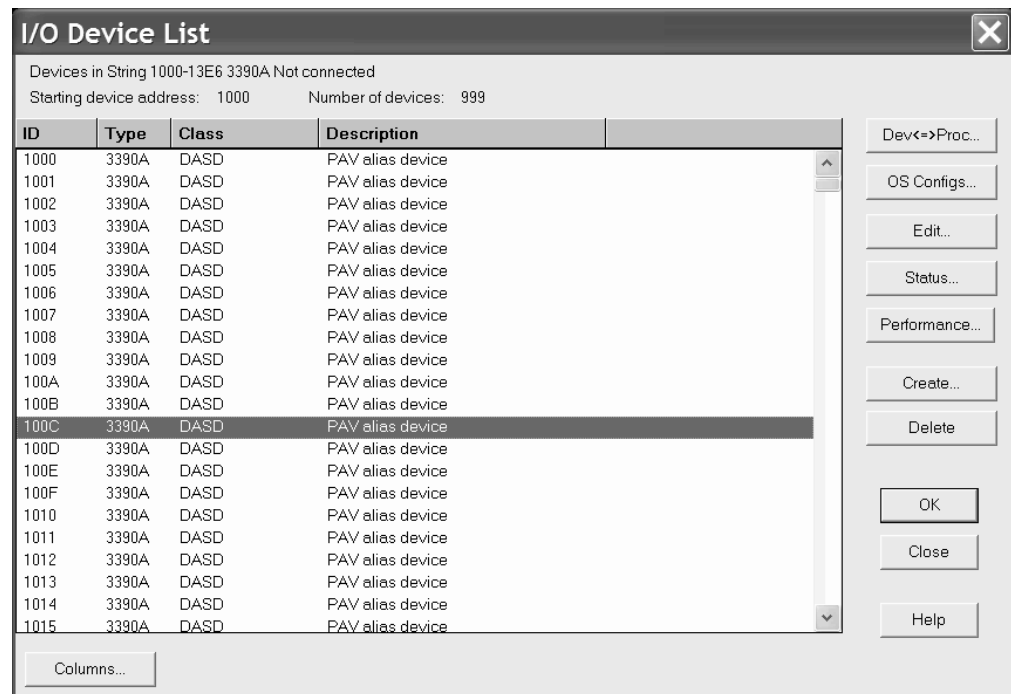 I/O Device List
Devices in String 1000-13E6 3390A Not connected
Starting device address: 1000 Number of devices: 999
ID Type Class Description
1000 3390A DASD PAV alias device
1001 3390A DASD PAV alias device
1002 3390A DASD PAV alias device
1003 3390A DASD PAV alias device
1004 3390A DASD PAV alias device
1005 3390A DASD PAV alias device
1006 3390A DASD PAV alias device
1007 3390A DASD PAV alias device
1008 3390A DASD PAV alias device
1009 3390A DASD PAV alias device
100A 3390A DASD PAV alias device
100B 3390A DASD PAV alias device
100C 3390A DASD PAV alias device
100D 3390A DASD PAV alias device
100E 3390A DASD PAV alias device
100F 3390A DASD PAV alias device
1010 3390A DASD PAV alias device
1011 3390A DASD PAV alias device
1012 3390A DASD PAV alias device
1013 3390A DASD PAV alias device
1014 3390A DASD PAV alias device
1015 3390A DASD PAV alias device
Dev<=>Proc...
OS Configs...
Edit...
Status...
Performance...
Create...
Delete
OK
Close
Help
Columns...